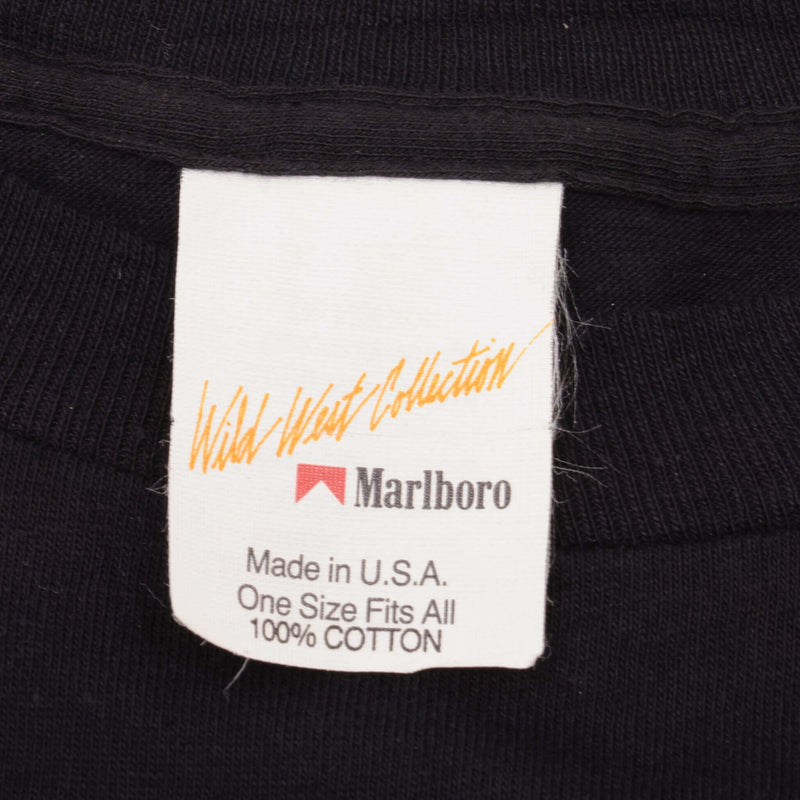 Wild West Collection
Marlboro
Made in U.S.A.
One Size Fits All
100% COTTON